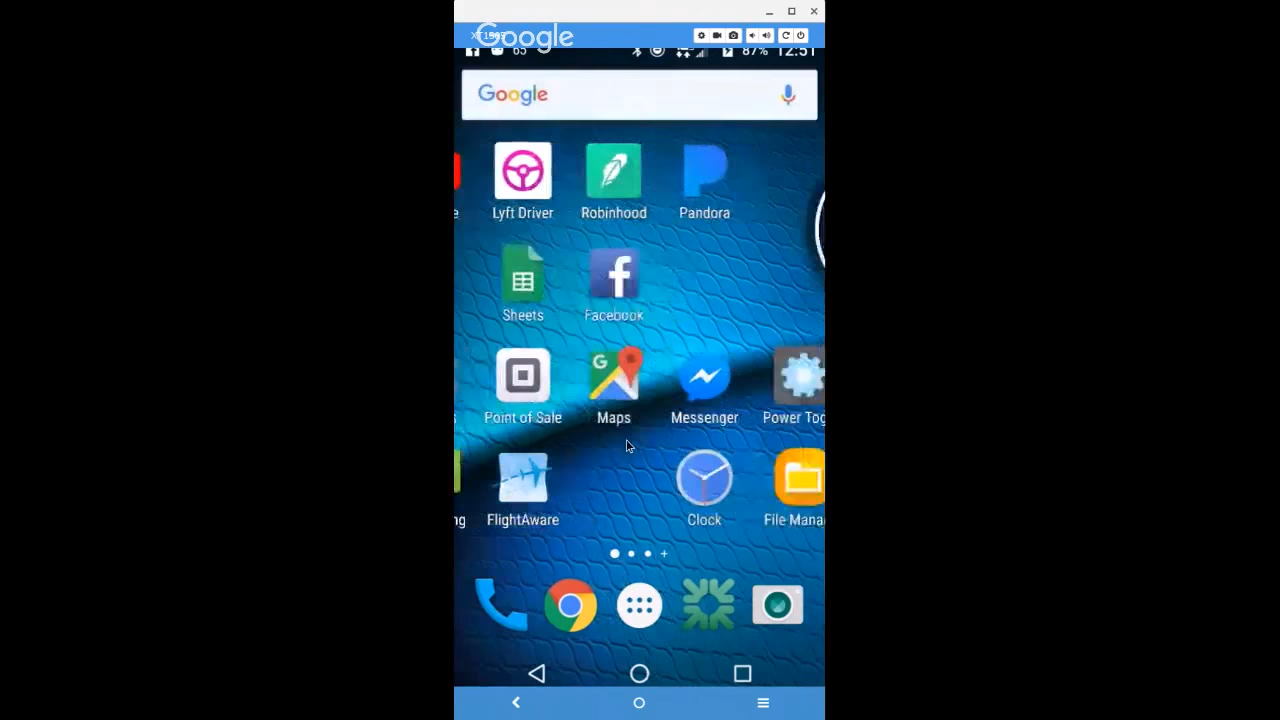 Google
65
87% 12:51
Google
e Lyft Driver Robinhood Pandora
Sheets Facebook
Point of Sale Maps Messenger Power Tog
ng FlightAware Clock File Mana